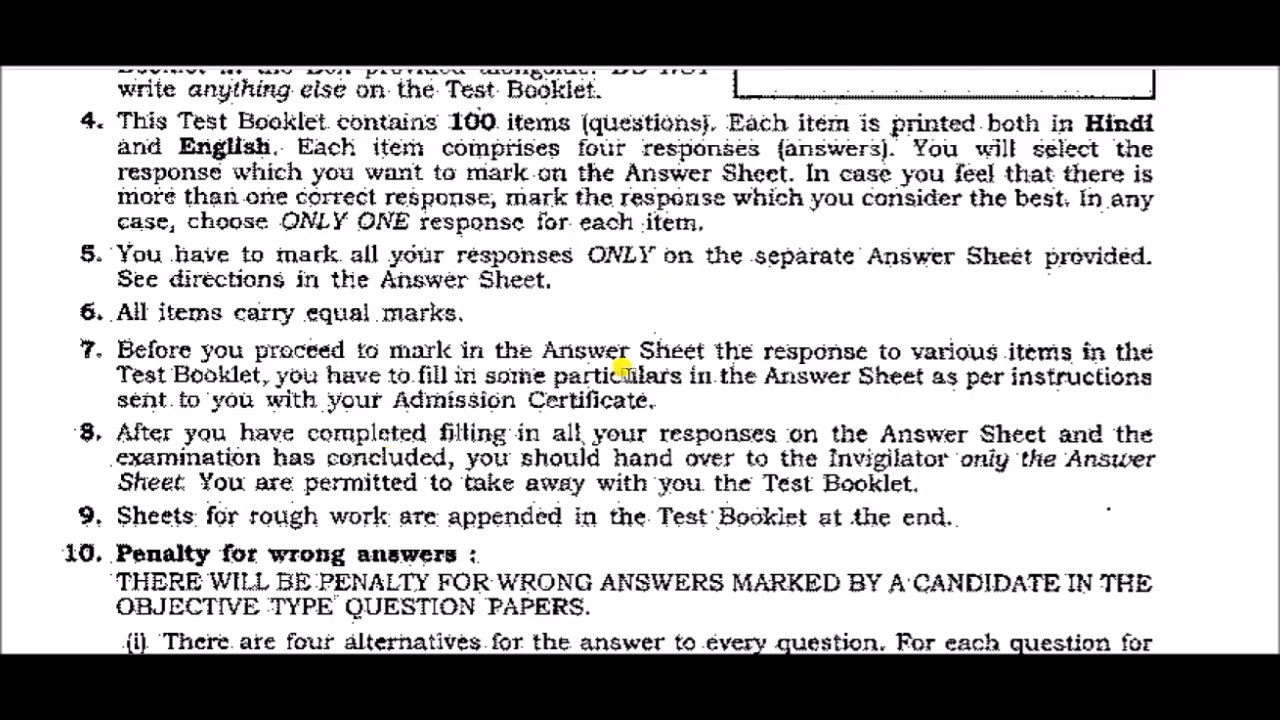 write anything else on the Test Booklet.
4. This Test Booklet contains 100 items (questions). Each item is printed both in Hindi
and English. Each item comprises four responses (answers). You will select the
response which you want to mark on the Answer Sheet. In case you feel that there is
more than one correct response, mark the response which you consider the best. In any
case, choose ONLY ONE response for each item.
5. You have to mark all your responses ONLY on the separate Answer Sheet provided.
See directions in the Answer Sheet.
6. All items carry equal marks.
7. Before you proceed to mark in the Answer Sheet the response to various items in the
Test Booklet, you have to fill in some particulars in the Answer Sheet as per instructions
sent to you with your Admission Certificate.
8. After you have completed filling in all your responses on the Answer Sheet and the
examination has concluded, you should hand over to the Invigilator only the Answer
Sheet. You are permitted to take away with you the Test Booklet.
9. Sheets for rough work are appended in the Test Booklet at the end.
10. Penalty for wrong answers :
THERE WILL BE PENALTY FOR WRONG ANSWERS MARKED BY A CANDIDATE IN THE
OBJECTIVE TYPE QUESTION PAPERS.
(i) There are four alternatives for the answer to every question. For each question for